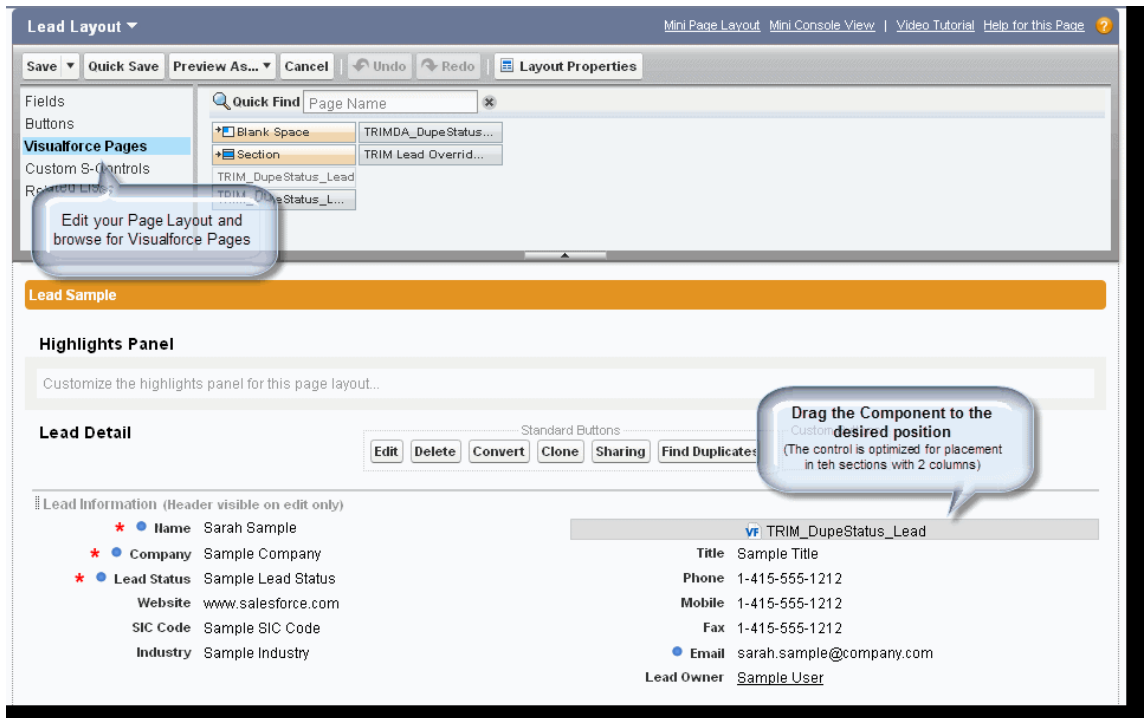 Lead Layout
Mini Page Layout Mini Console View | Video Tutorial Help for this Page ?
Save Quick Save Preview As... Cancel Undo Redo Layout Properties
Fields
Buttons
Visualforce Pages
Custom S-Controls
Related Lists
Quick Find Page Name
Blank Space TRIMDA_DupeStatus...
Section TRIM Lead Overrid...
TRIM_DupeStatus_Lead
TRIM_DupeStatus_L...
Edit your Page Layout and
browse for Visualforce Pages
Lead Sample
Highlights Panel
Customize the highlights panel for this page layout...
Lead Detail
Standard Buttons
Edit Delete Convert Clone Sharing Find Duplicates
Drag the Component to the
desired position
(The control is optimized for placement
in teh sections with 2 columns)
Lead Information (Header visible on edit only)
* Name Sarah Sample
VF TRIM_DupeStatus_Lead
* Company Sample Company
Title Sample Title
* Lead Status Sample Lead Status
Phone 1-415-555-1212
Website www.salesforce.com
Mobile 1-415-555-1212
SIC Code Sample SIC Code
Fax 1-415-555-1212
Industry Sample Industry
Email sarah.sample@company.com
Lead Owner Sample User